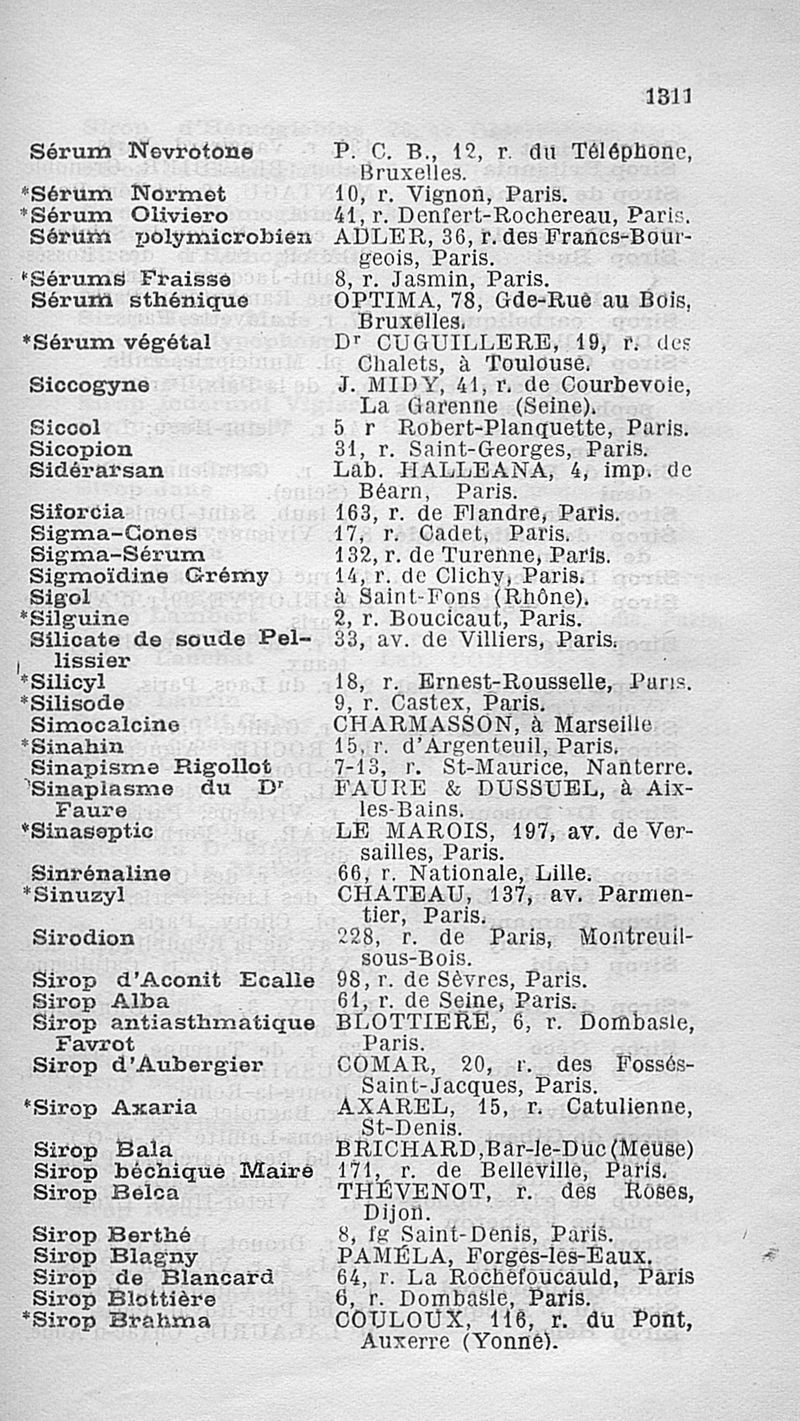 1311
Sérum Nevrotone P. C. B., 12, r. du Téléphone,
Bruxelles.
*Sérum Normet 10, r. Vignon, Paris.
*Sérum Oliviero 41, r. Denfert-Rochereau, Paris.
Sérum polymicrobien ADLER, 36, r. des Francs-Bour-
geois, Paris.
*Sérums Fraisse 8, r. Jasmin, Paris.
Sérum sthénique OPTIMA, 78, Gde-Rue au Bois,
Bruxelles.
*Sérum végétal Dr CUGUILLERE, 19, r. des
Chalets, à Toulouse.
Siccogyne J. MIDY, 41, r. de Courbevoie,
La Garenne (Seine).
Siccol 5 r Robert-Planquette, Paris.
Sicopion 31, r. Saint-Georges, Paris.
Sidérarsan Lab. HALLEANA, 4, imp. de
Béarn, Paris.
Siforcia 163, r. de Flandre, Paris.
Sigma-Cones 17, r. Cadet, Paris.
Sigma-Sérum 132, r. de Turenne, Paris.
Sigmoïdine Grémy 14, r. de Clichy, Paris.
Sigol à Saint-Fons (Rhône).
*Silguine 2, r. Boucicaut, Paris.
Silicate de soude Pel- 33, av. de Villiers, Paris.
lissier
*Silicyl 18, r. Ernest-Rousselle, Paris.
*Silisode 9, r. Castex, Paris.
Simocalcine CHARMASSON, à Marseille
*Sinahin 15, r. d'Argenteuil, Paris.
Sinapisme Rigollot 7-13, r. St-Maurice, Nanterre.
*Sinaplasme du Dr FAURE & DUSSUEL, à Aix-
Faure les-Bains.
*Sinaseptic LE MAROIS, 197, av. de Ver-
sailles, Paris.
Sinrénaline 66, r. Nationale, Lille.
*Sinuzyl CHATEAU, 137, av. Parmen-
tier, Paris.
Sirodion 228, r. de Paris, Montreuil-
sous-Bois.
Sirop d'Aconit Ecalle 98, r. de Sèvres, Paris.
Sirop Alba 61, r. de Seine, Paris.
Sirop antiasthmatique BLOTTIERE, 6, r. Dombasle,
Favrot Paris.
Sirop d'Aubergier COMAR, 20, r. des Fossés-
Saint-Jacques, Paris.
*Sirop Axaria AXAREL, 15, r. Catulienne,
St-Denis.
Sirop Bala BRICHARD, Bar-le-Duc (Meuse)
Sirop béchique Maire 171, r. de Belleville, Paris.
Sirop Belca THÉVENOT, r. des Roses,
Dijon.
Sirop Berthé 8, fg Saint-Denis, Paris.
Sirop Blagny PAMÉLA, Forges-les-Eaux.
Sirop de Blancard 64, r. La Rochefoucauld, Paris
Sirop Blottière 6, r. Dombasle, Paris.
*Sirop Brahma COULOUX, 116, r. du Pont,
Auxerre (Yonne).